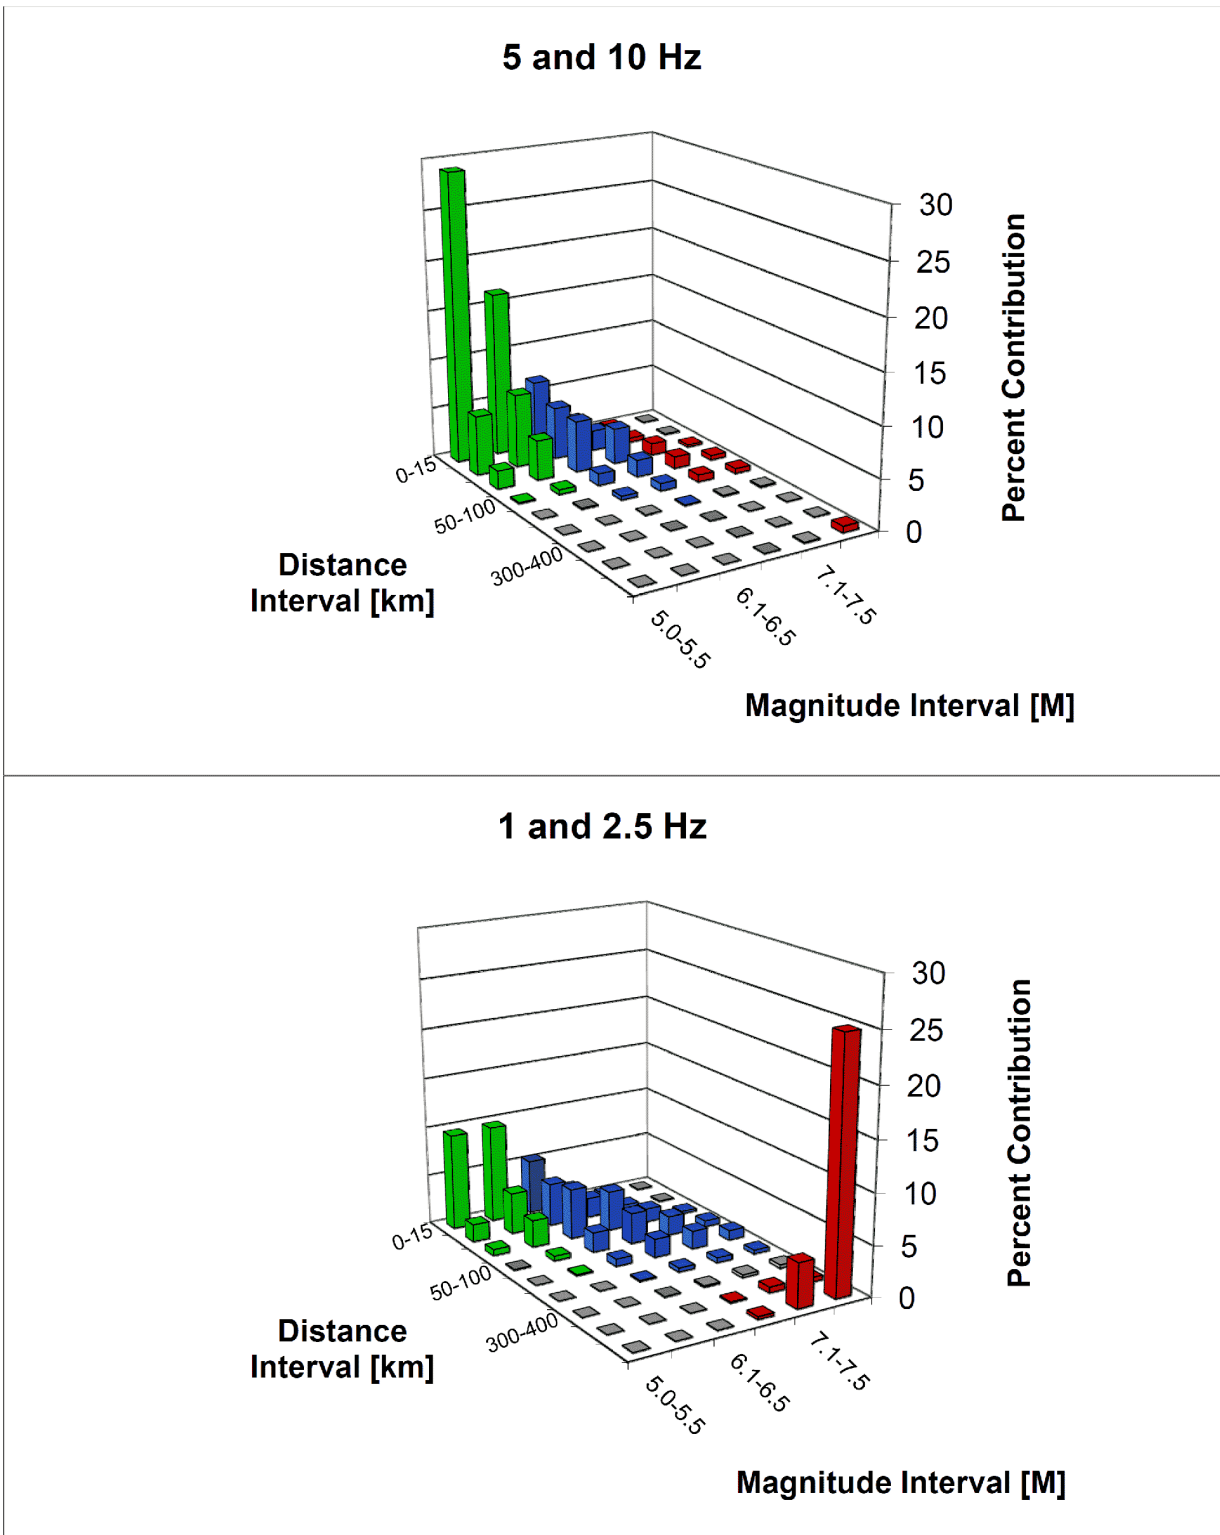 5 and 10 Hz
30
25
20
15
10
5
0
Percent Contribution
0-15
50-100
300-400
Distance
Interval [km]
5.0-5.5
6.1-6.5
7.1-7.5
Magnitude Interval [M]
1 and 2.5 Hz
30
25
20
15
10
5
0
Percent Contribution
0-15
50-100
300-400
Distance
Interval [km]
5.0-5.5
6.1-6.5
7.1-7.5
Magnitude Interval [M]